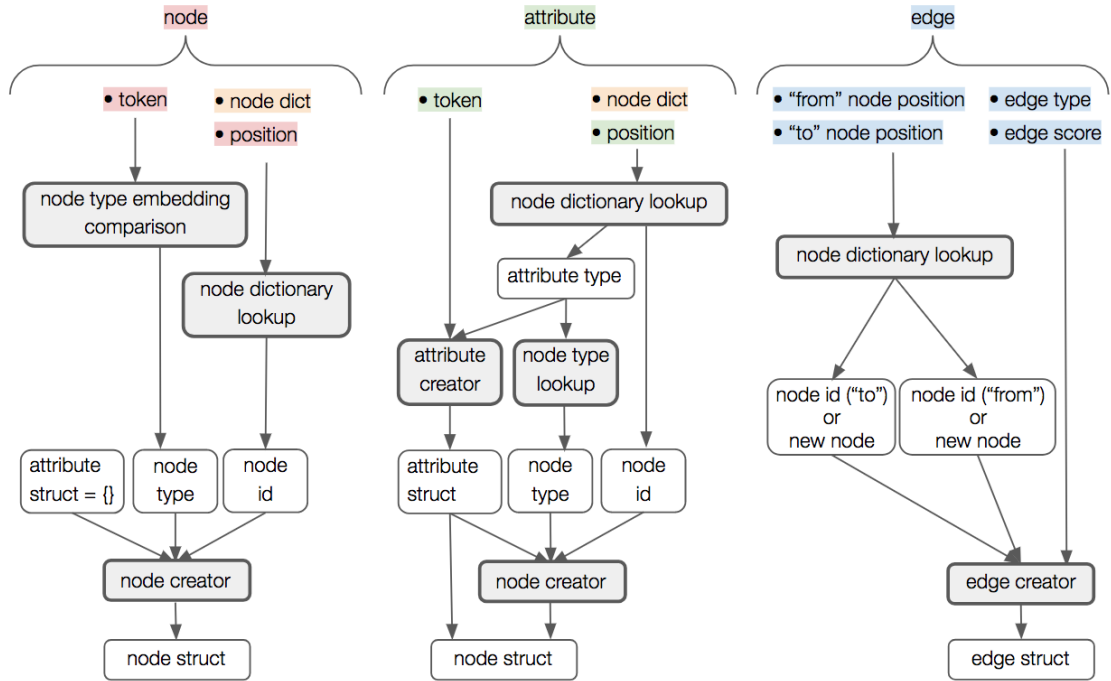 node
• token
• node dict
• position
node type embedding
comparison
node dictionary
lookup
attribute
struct = {}
node
type
node
id
node creator
node struct
attribute
• token
• node dict
• position
node dictionary lookup
attribute type
attribute
creator
node type
lookup
attribute
struct
node
type
node
id
node creator
node struct
edge
• “from” node position
• “to” node position
• edge type
• edge score
node dictionary lookup
node id (“to”)
or
new node
node id (“from”)
or
new node
edge creator
edge struct